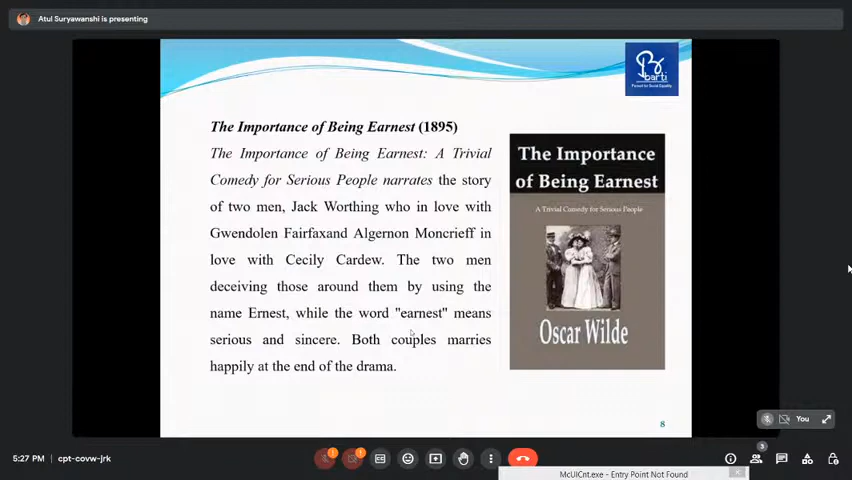 Atul Suryawanshi is presenting
barti
The Importance of Being Earnest (1895)
The Importance of Being Earnest: A Trivial
Comedy for Serious People narrates the story
of two men, Jack Worthing who in love with
Gwendolen Fairfaxand Algernon Moncrieff in
love with Cecily Cardew. The two men
deceiving those around them by using the
name Ernest, while the word "earnest" means
serious and sincere. Both couples marries
happily at the end of the drama.
The Importance
of Being Earnest
A Trivial Comedy for Serious People
Oscar Wilde
8
You
5:27 PM
cpt-covw-jrk
3
McUICnt.exe - Entry Point Not Found